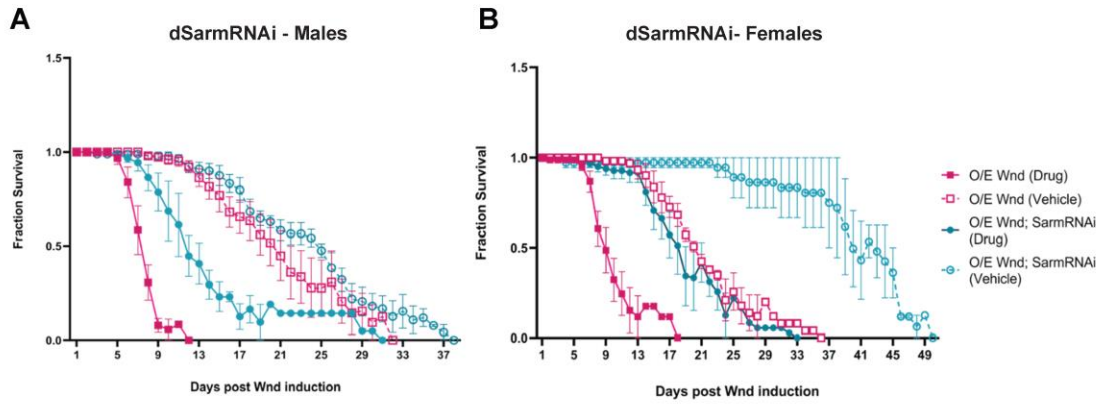 A
dSarmRNAi - Males
1.5
1.0
0.5
0.0
Fraction Survival
1 5 9 13 17 21 25 29 33 37
Days post Wnd induction
B
dSarmRNAi- Females
1.5
1.0
0.5
0.0
Fraction Survival
1 5 9 13 17 21 25 29 33 37 41 45 49
Days post Wnd induction
O/E Wnd (Drug)
O/E Wnd (Vehicle)
O/E Wnd; SarmRNAi
(Drug)
O/E Wnd; SarmRNAi
(Vehicle)